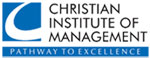 CHRISTIAN
INSTITUTE OF
MANAGEMENT
PATHWAY TO EXCELLENCE